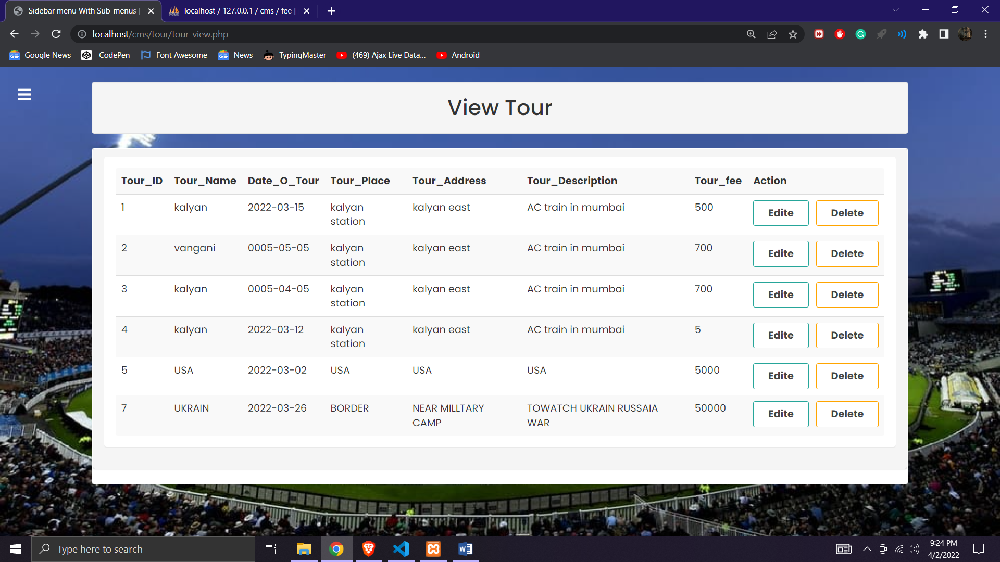 Sidebar menu With Sub-menus |
localhost / 127.0.0.1 / cms / fee |
localhost/cms/tour/tour_view.php
Google News CodePen Font Awesome News TypingMaster (469) Ajax Live Data... Android
View Tour
Tour_ID Tour_Name Date_O_Tour Tour_Place Tour_Address Tour_Description Tour_fee Action
1 kalyan 2022-03-15 kalyan kalyan east AC train in mumbai 500 Edite Delete
station
2 vangani 0005-05-05 kalyan kalyan east AC train in mumbai 700 Edite Delete
station
3 kalyan 0005-04-05 kalyan kalyan east AC train in mumbai 700 Edite Delete
station
4 kalyan 2022-03-12 kalyan kalyan east AC train in mumbai 5 Edite Delete
station
5 USA 2022-03-02 USA USA USA 5000 Edite Delete
7 UKRAIN 2022-03-26 BORDER NEAR MILLTARY TOWATCH UKRAIN RUSSAIA 50000 Edite Delete
CAMP WAR
Type here to search
9:24 PM
4/2/2022